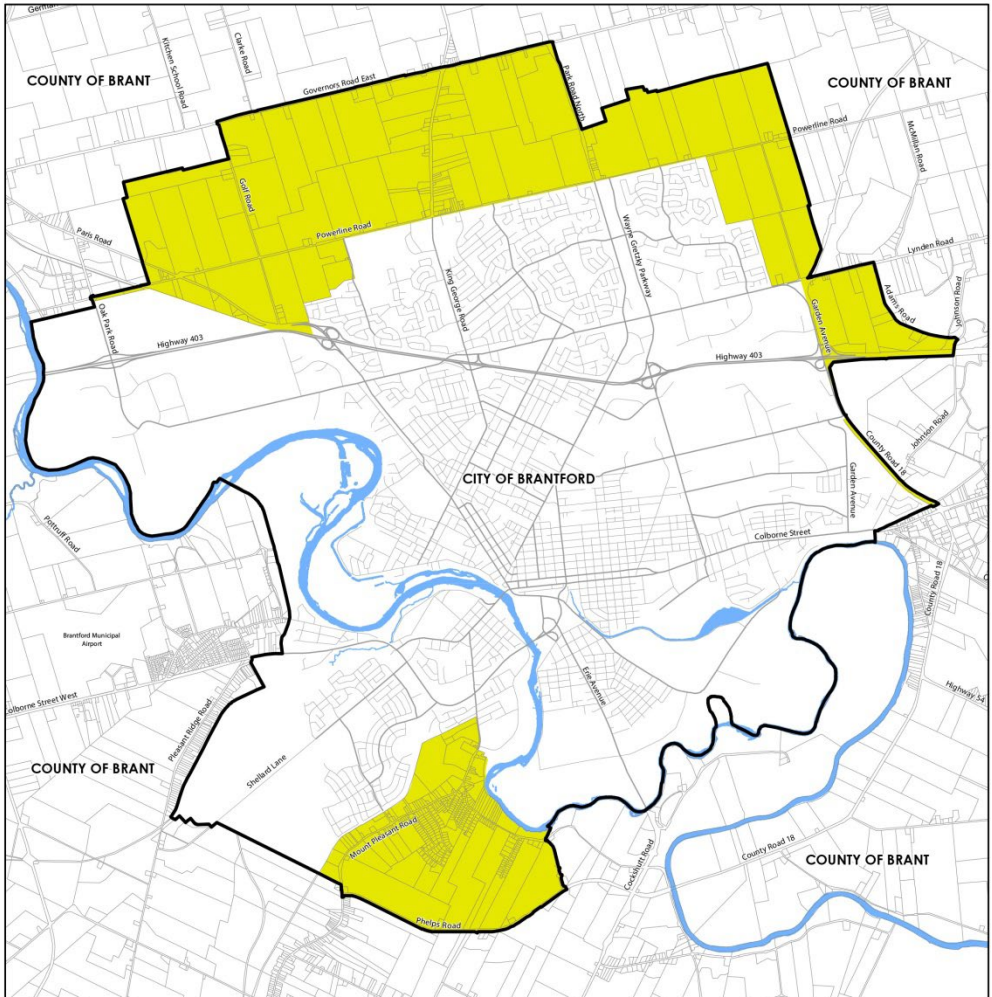 Kitchen School Road
Clarke Road
COUNTY OF BRANT
Governors Road East
Park Road North
COUNTY OF BRANT
Powerline Road
McMillan Road
Golf Road
Paris Road
Powerline Road
Wayne Gretzky Parkway
King George Road
Lynden Road
Adams Road
Johnson Road
Oak Park Road
Garden Avenue
Highway 403
Highway 403
County Road 18
Johnson Road
CITY OF BRANTFORD
Garden Avenue
Pottruff Road
Colborne Street
County Road 18
Brantford Municipal
Airport
Erie Avenue
Highway 54
olborne Street West
Pleasant Ridge Road
COUNTY OF BRANT
Shellard Lane
Mount Pleasant Road
Cockshutt Road
County Road 18
COUNTY OF BRANT
Phelps Road